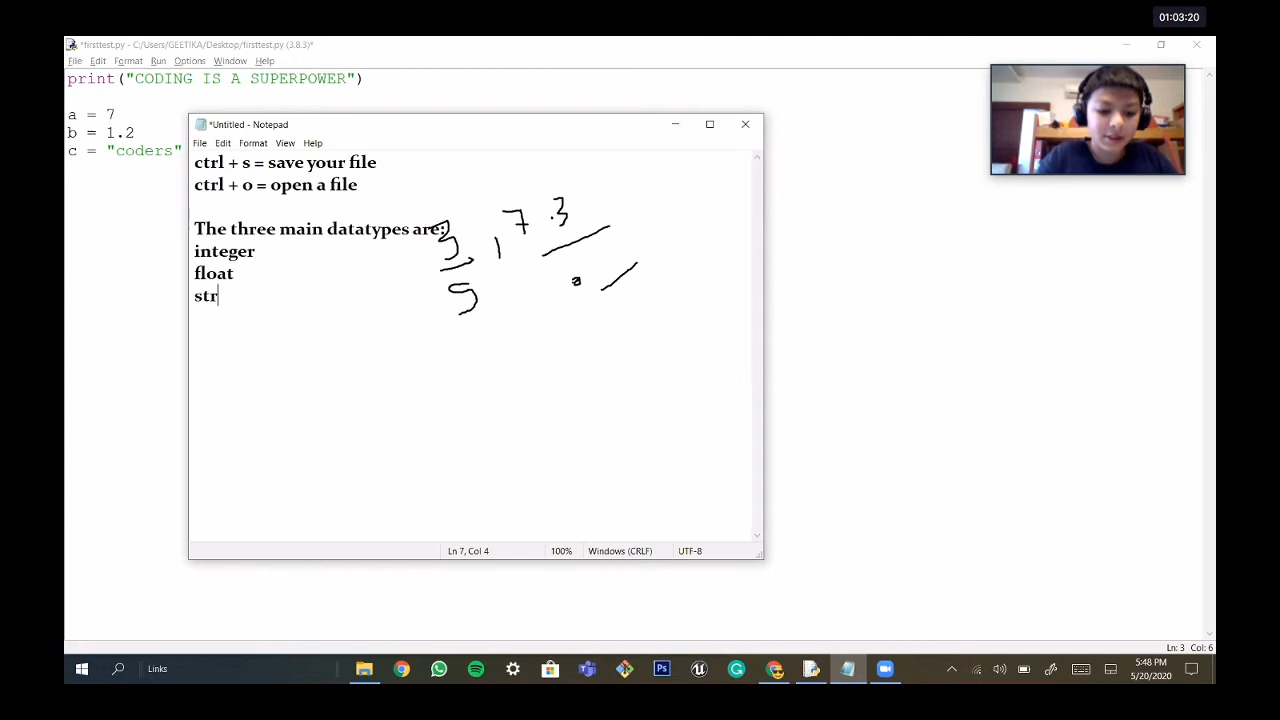 01:03:20
*firsttest.py - C:/Users/GEETIKA/Desktop/firsttest.py (3.8.3)*
File Edit Format Run Options Window Help
print("CODING IS A SUPERPOWER")
a = 7
b = 1.2
c = "coders"
*Untitled - Notepad
File Edit Format View Help
ctrl + s = save your file
ctrl + o = open a file
The three main datatypes are:
integer
float
str
7 .3
Ln 7, Col 4 100% Windows (CRLF) UTF-8
Ln: 3 Col: 6
Links
Ps
5:48 PM
5/20/2020